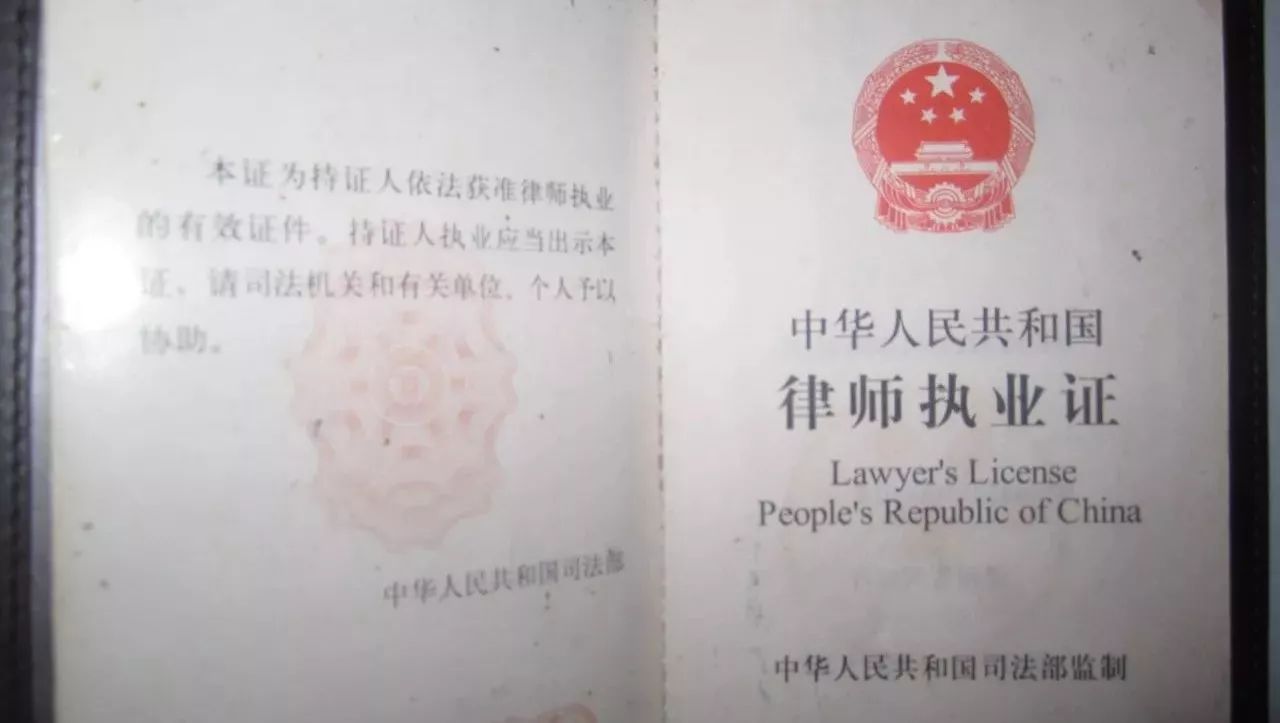 本证为持证人依法获准律师执业
的有效证件。持证人执业应当出示本
证，请司法机关和有关单位、个人予以
协助。
中华人民共和国司法部
中华人民共和国
律师执业证
Lawyer's License
People's Republic of China
中华人民共和国司法部监制